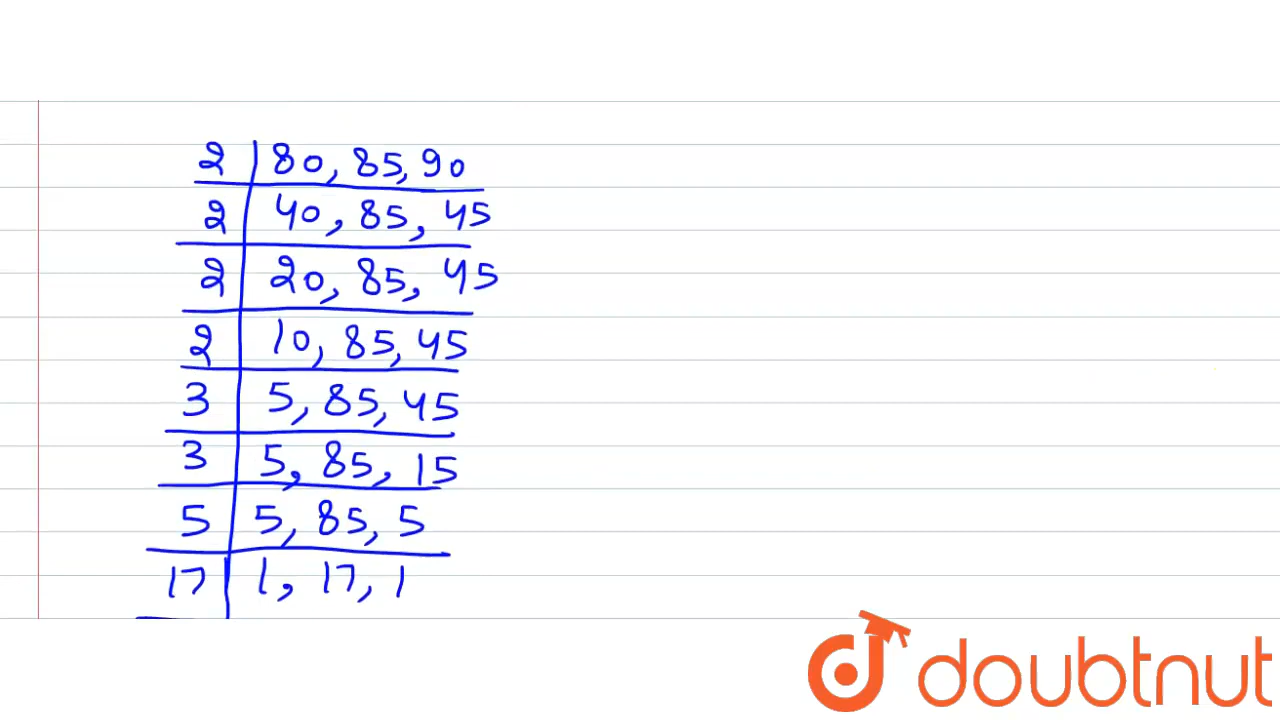 2 | 80, 85, 90
2 | 40, 85, 45
2 | 20, 85, 45
2 | 10, 85, 45
3 | 5, 85, 45
3 | 5, 85, 15
5 | 5, 85, 5
17 | 1, 17, 1
doubtnut